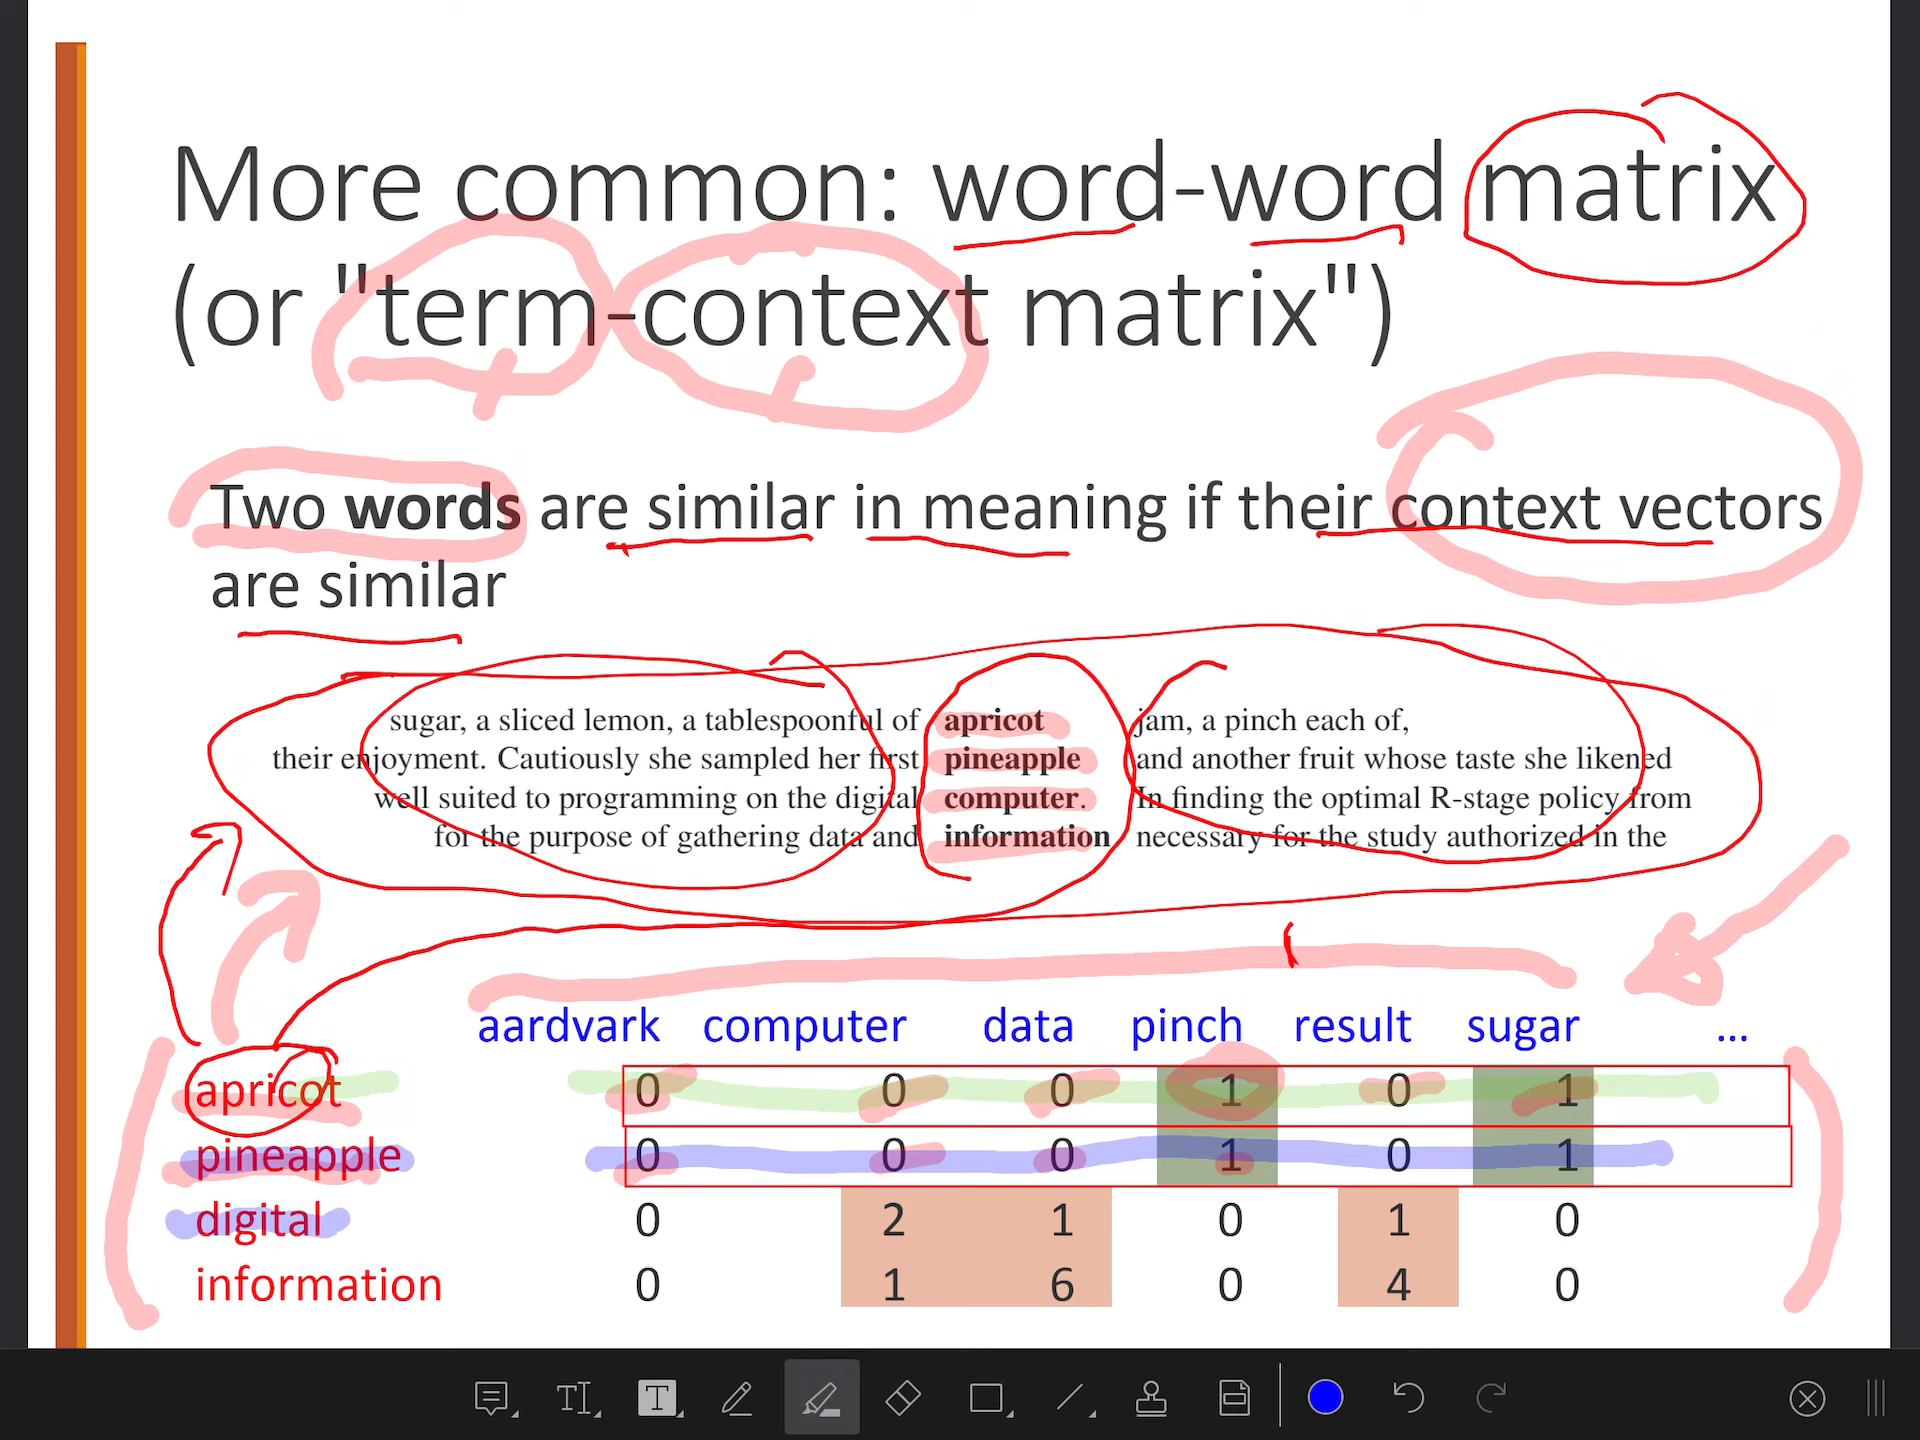 More common: word-word matrix
(or "term-context matrix")
Two words are similar in meaning if their context vectors
are similar
sugar, a sliced lemon, a tablespoonful of apricot jam, a pinch each of,
their enjoyment. Cautiously she sampled her first pineapple and another fruit whose taste she likened
well suited to programming on the digital computer. In finding the optimal R-stage policy from
for the purpose of gathering data and information necessary for the study authorized in the
aardvark computer data pinch result sugar …
apricot 0 0 0 1 0 1
pineapple 0 0 0 1 0 1
digital 0 2 1 0 1 0
information 0 1 6 0 4 0